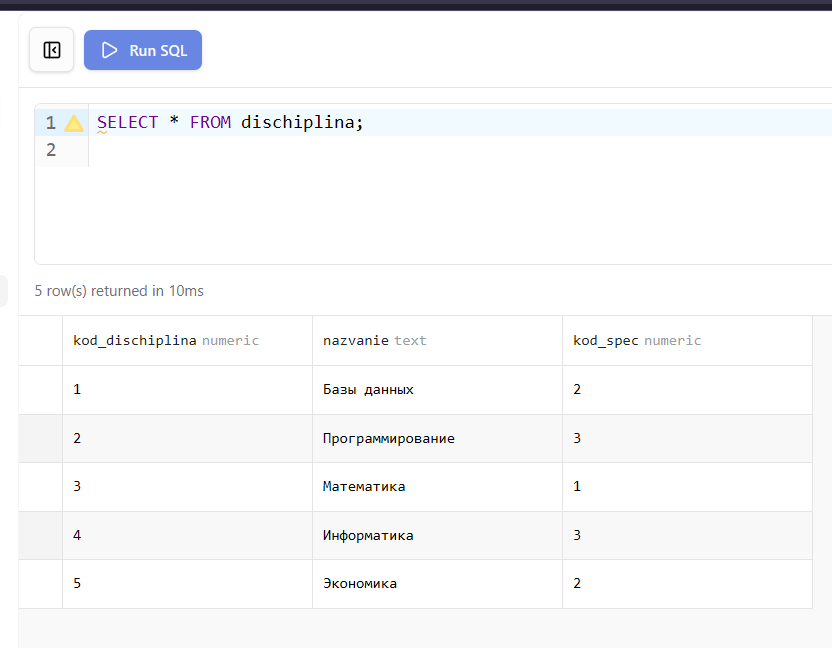 Run SQL
1 SELECT * FROM dischiplina;
2
5 row(s) returned in 10ms
kod_dischiplina numeric nazvanie text kod_spec numeric
1 Базы данных 2
2 Программирование 3
3 Математика 1
4 Информатика 3
5 Экономика 2